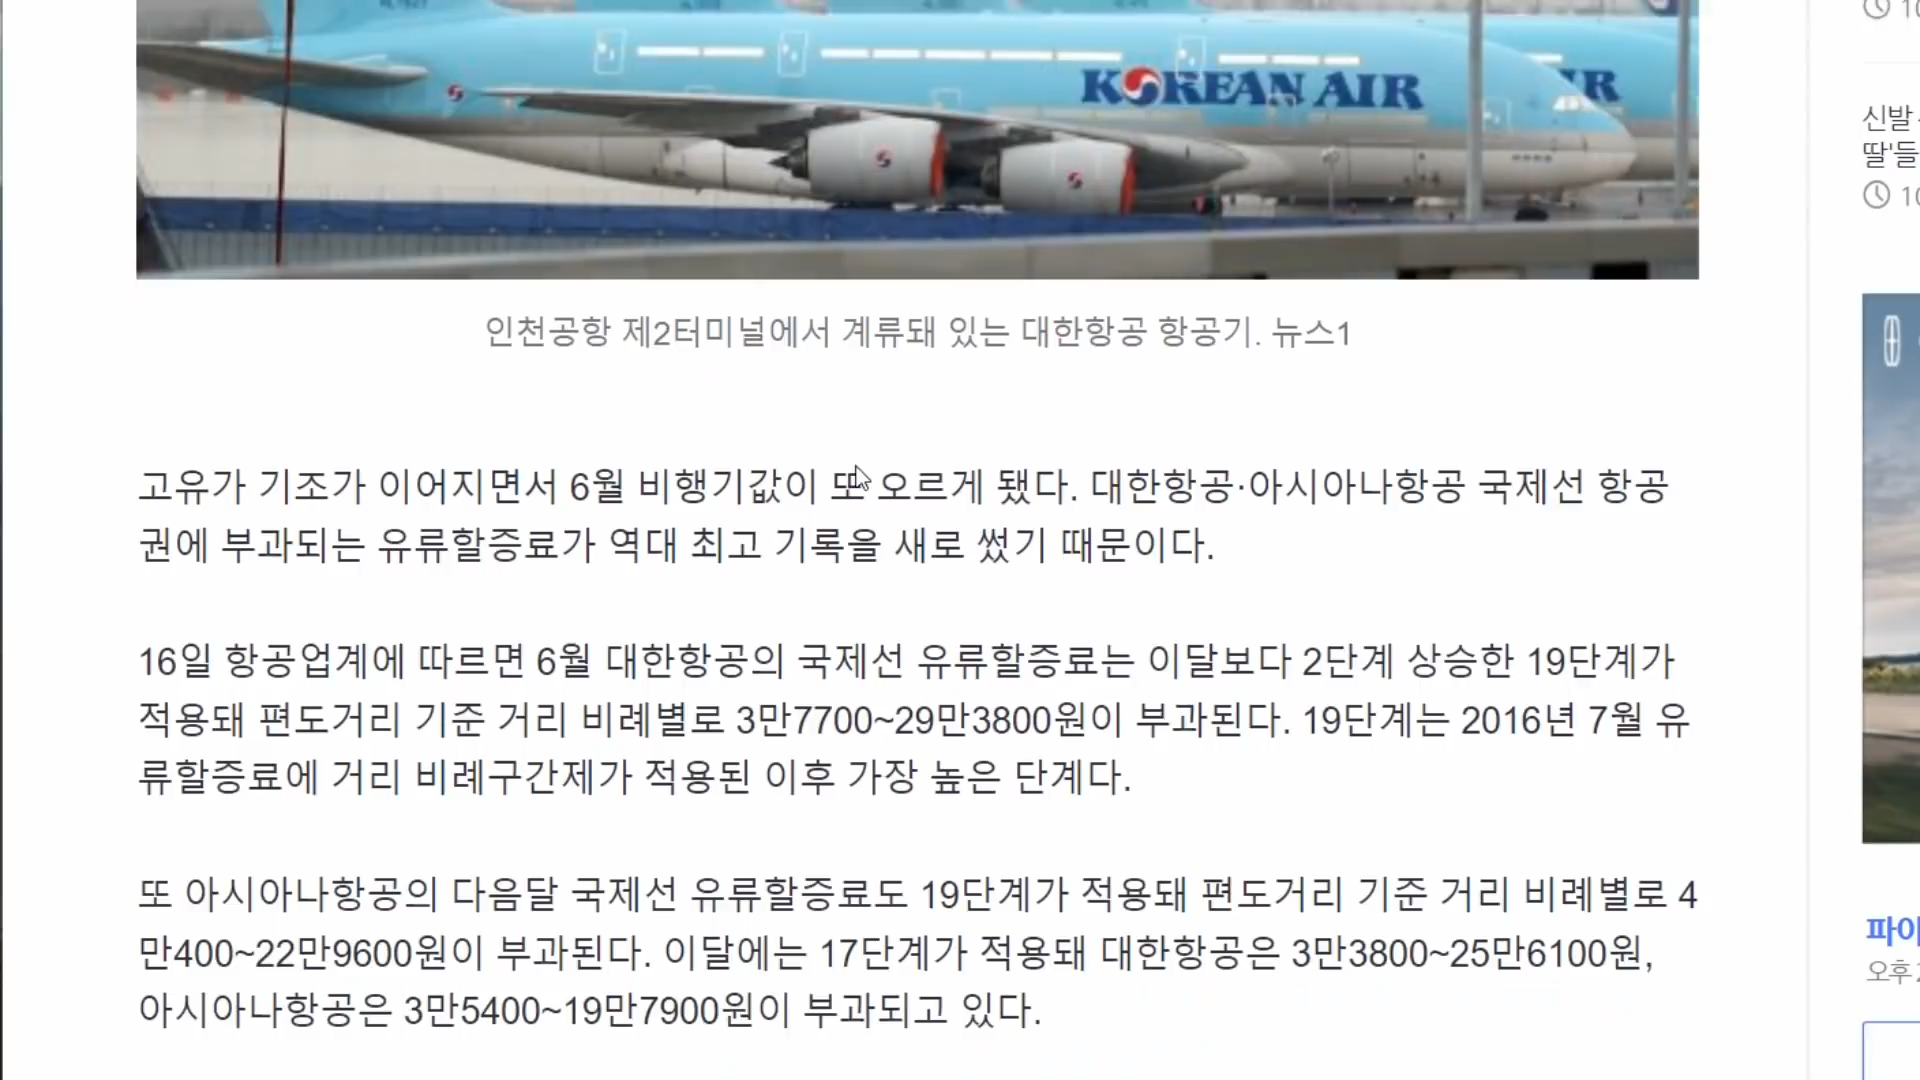 KOREAN AIR
인천공항 제2터미널에서 계류돼 있는 대한항공 항공기. 뉴스1
고유가 기조가 이어지면서 6월 비행기값이 또 오르게 됐다. 대한항공·아시아나항공 국제선 항공
권에 부과되는 유류할증료가 역대 최고 기록을 새로 썼기 때문이다.
16일 항공업계에 따르면 6월 대한항공의 국제선 유류할증료는 이달보다 2단계 상승한 19단계가
적용돼 편도거리 기준 거리 비례별로 3만7700~29만3800원이 부과된다. 19단계는 2016년 7월 유
류할증료에 거리 비례구간제가 적용된 이후 가장 높은 단계다.
또 아시아나항공의 다음달 국제선 유류할증료도 19단계가 적용돼 편도거리 기준 거리 비례별로 4
만400~22만9600원이 부과된다. 이달에는 17단계가 적용돼 대한항공은 3만3800~25만6100원,
아시아나항공은 3만5400~19만7900원이 부과되고 있다.
신발
딸'들
10
파이
오후